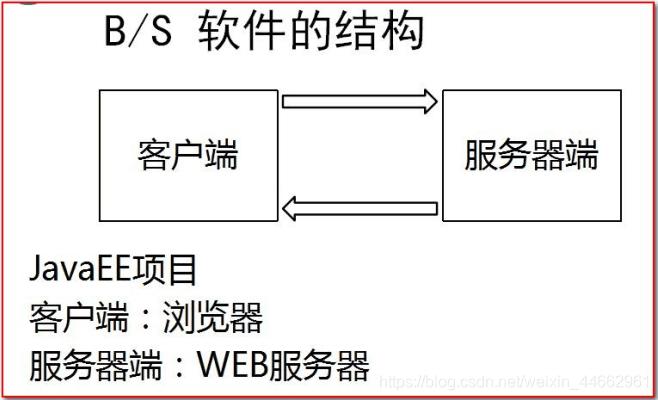 B/S 软件的结构
客户端
服务器端
JavaEE项目
客户端：浏览器
服务器端：WEB服务器
https://blog.csdn.net/weixin_44662961